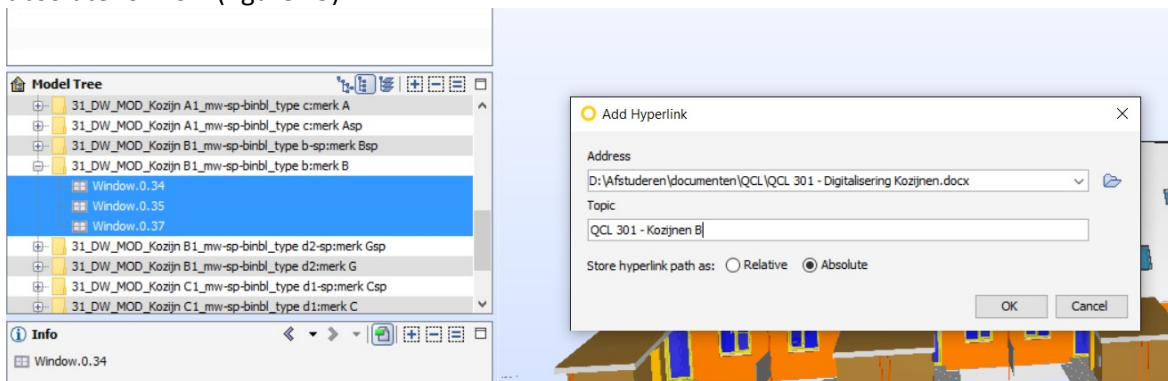 Model Tree
31_DW_MOD_Kozijn A1_mw-sp-binbl_type c:merk A
31_DW_MOD_Kozijn A1_mw-sp-binbl_type c:merk Asp
31_DW_MOD_Kozijn B1_mw-sp-binbl_type b-sp:merk Bsp
31_DW_MOD_Kozijn B1_mw-sp-binbl_type b:merk B
Window.0.34
Window.0.35
Window.0.37
31_DW_MOD_Kozijn B1_mw-sp-binbl_type d2-sp:merk Gsp
31_DW_MOD_Kozijn B1_mw-sp-binbl_type d2:merk G
31_DW_MOD_Kozijn C1_mw-sp-binbl_type d1-sp:merk Csp
31_DW_MOD_Kozijn C1_mw-sp-binbl_type d1:merk C
Info
Window.0.34
Add Hyperlink
Address
D:\Afstuderen\documenten\QCL\QCL 301 - Digitalisering Kozijnen.docx
Topic
QCL 301 - Kozijnen B
Store hyperlink path as: Relative Absolute
OK Cancel